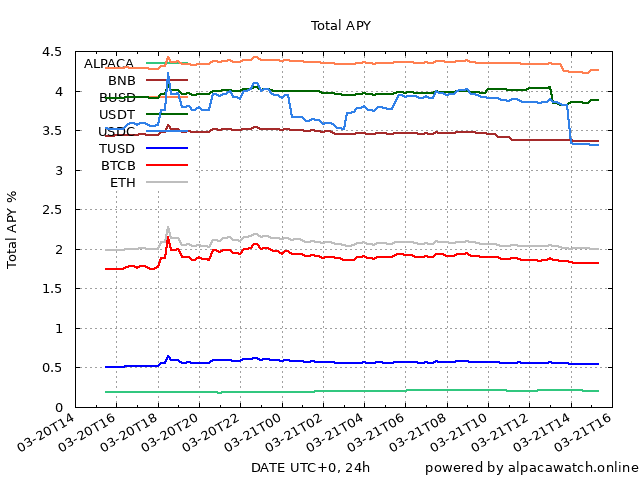 Total APY
Total APY %
4.5
4
3.5
3
2.5
2
1.5
1
0.5
0
ALPACA
BNB
BUSD
USDT
USDC
TUSD
BTCB
ETH
03-20T14
03-20T16
03-20T18
03-20T20
03-20T22
03-21T00
03-21T02
03-21T04
03-21T06
03-21T08
03-21T10
03-21T12
03-21T14
03-21T16
DATE UTC+0, 24h
powered by alpacawatch.online